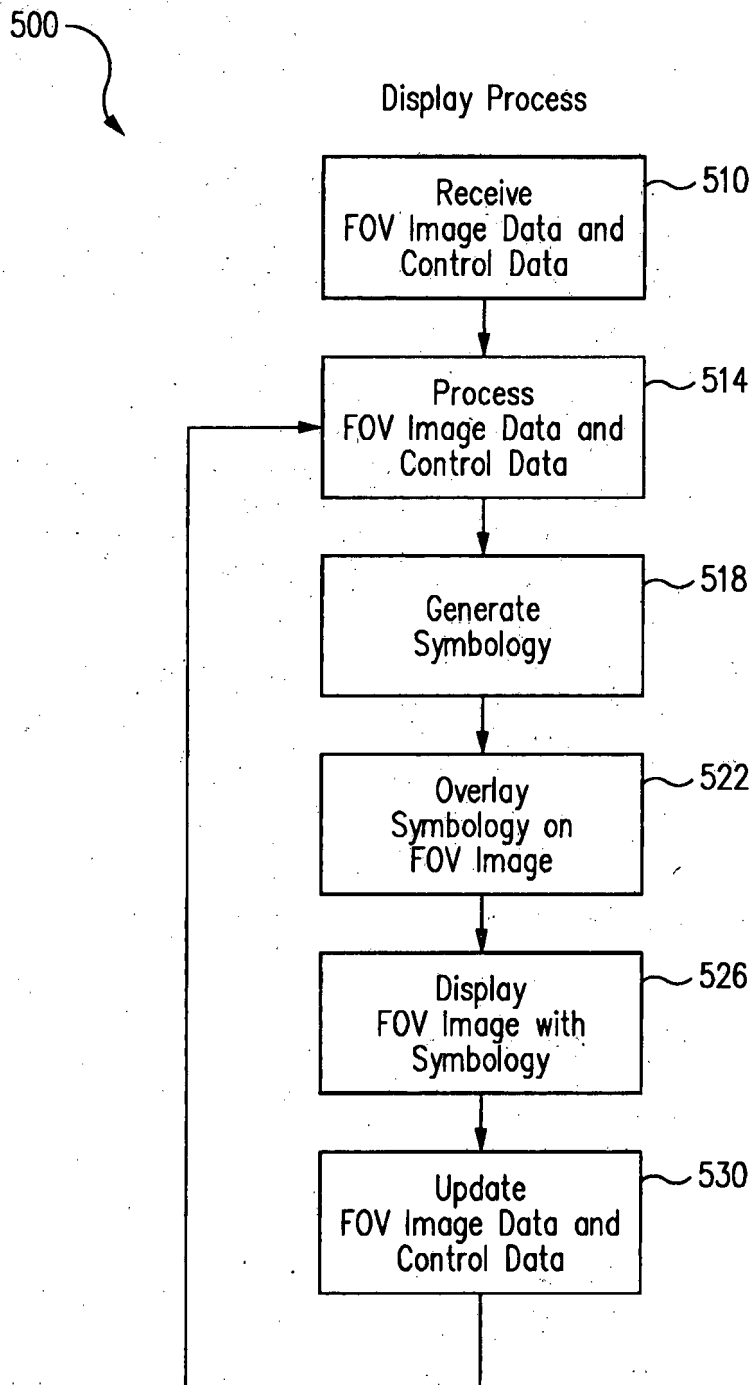 500
Display Process
Receive
FOV Image Data and
Control Data
510
Process
FOV Image Data and
Control Data
514
Generate
Symbology
518
Overlay
Symbology on
FOV Image
522
Display
FOV Image with
Symbology
526
Update
FOV Image Data and
Control Data
530